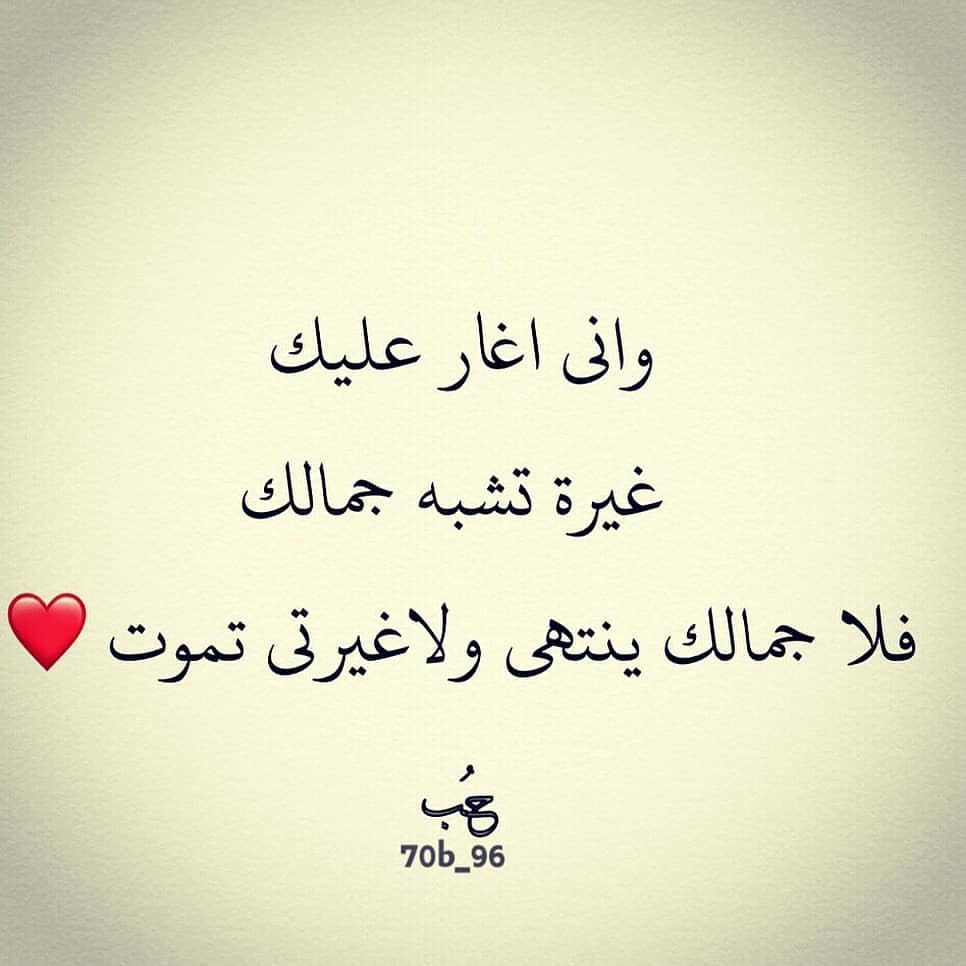 وانى اغار عليك
غيرة تشبه جمالك
فلا جمالك ينتهى ولاغيرتى تموت ❤️
حُب
70b_96